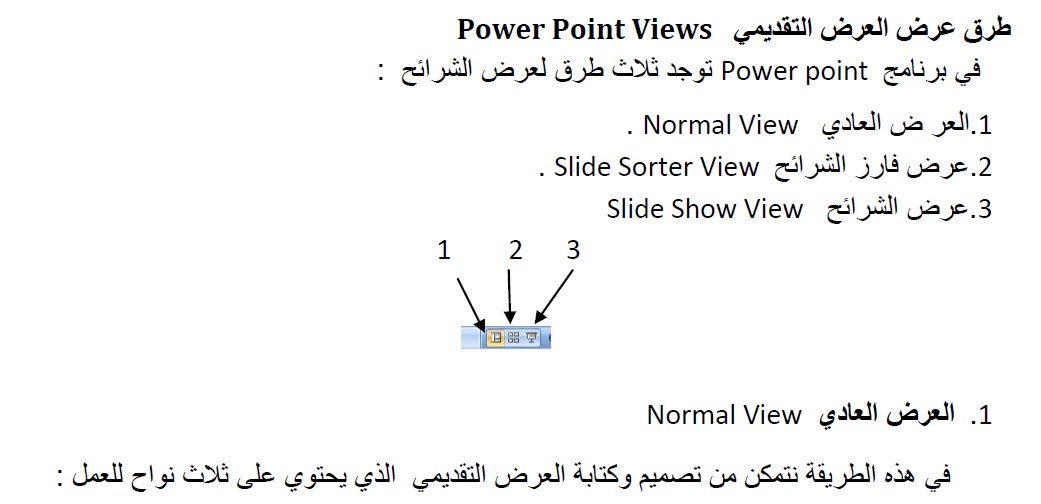 طرق عرض العرض التقديمي Power Point Views
في برنامج Power point توجد ثلاث طرق لعرض الشرائح :
1.العر ض العادي Normal View .
2.عرض فارز الشرائح Slide Sorter View .
3.عرض الشرائح Slide Show View
1 2 3
1. العرض العادي Normal View
في هذه الطريقة نتمكن من تصميم وكتابة العرض التقديمي الذي يحتوي على ثلاث نواح للعمل :